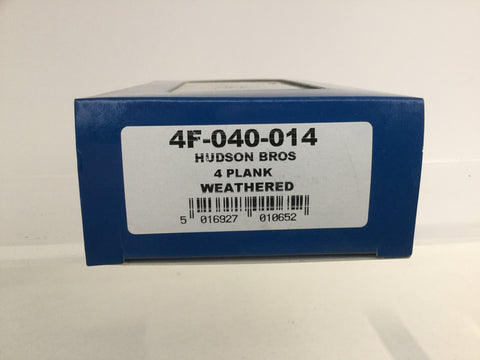 4F-040-014
HUDSON BROS
4 PLANK
WEATHERED
5 016927 010652